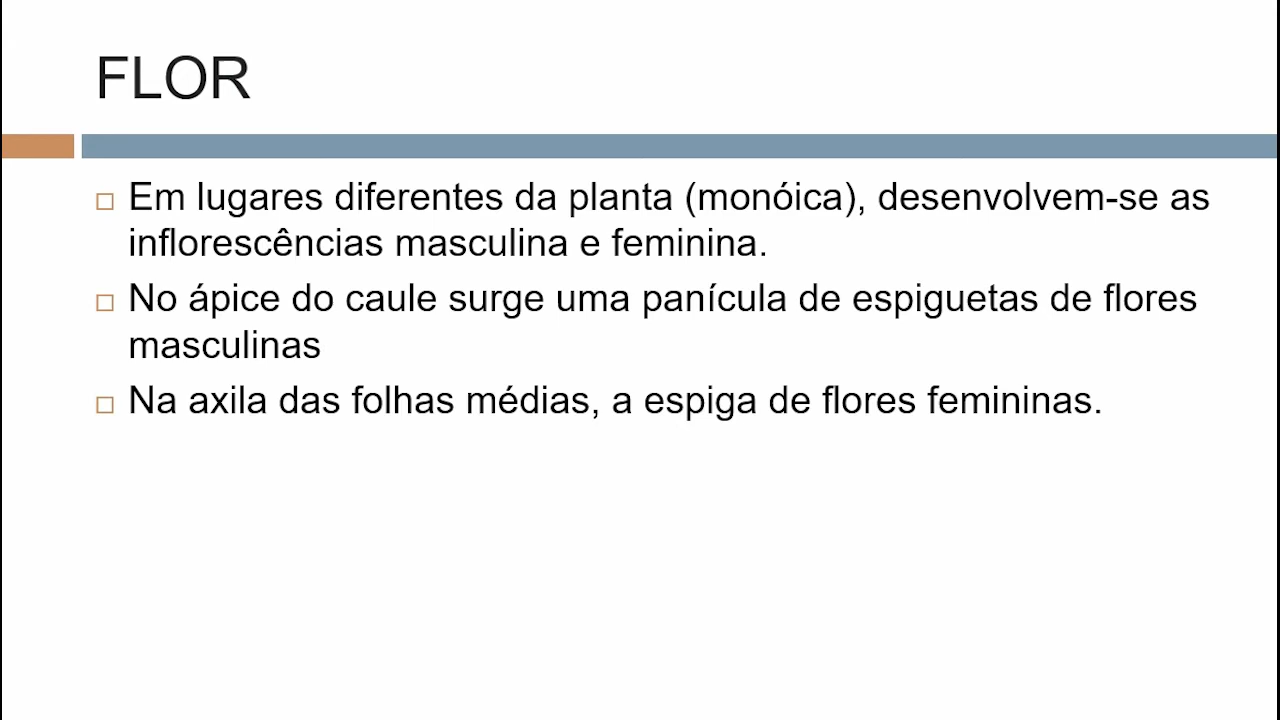 FLOR
Em lugares diferentes da planta (monóica), desenvolvem-se as
inflorescências masculina e feminina.
No ápice do caule surge uma panícula de espiguetas de flores
masculinas
Na axila das folhas médias, a espiga de flores femininas.